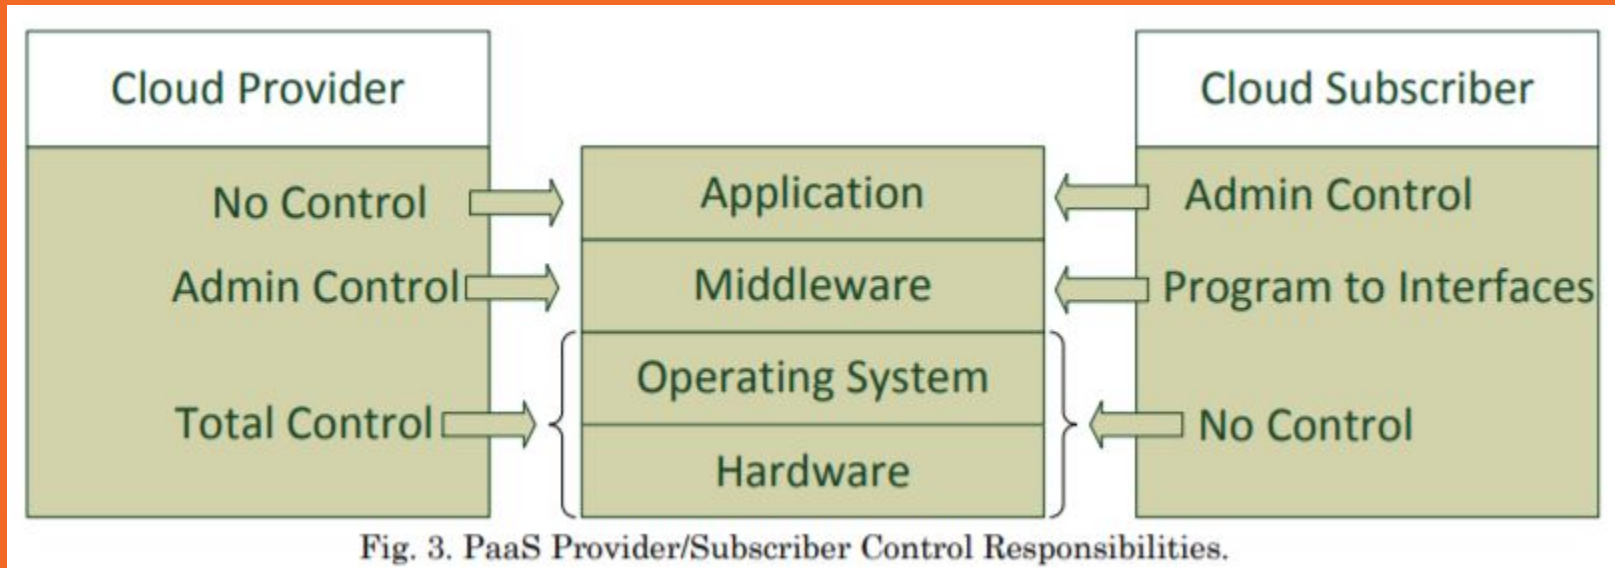 Cloud Provider
Cloud Subscriber
No Control
Application
Admin Control
Admin Control
Middleware
Program to Interfaces
Operating System
Total Control
No Control
Hardware
Fig. 3. PaaS Provider/Subscriber Control Responsibilities.